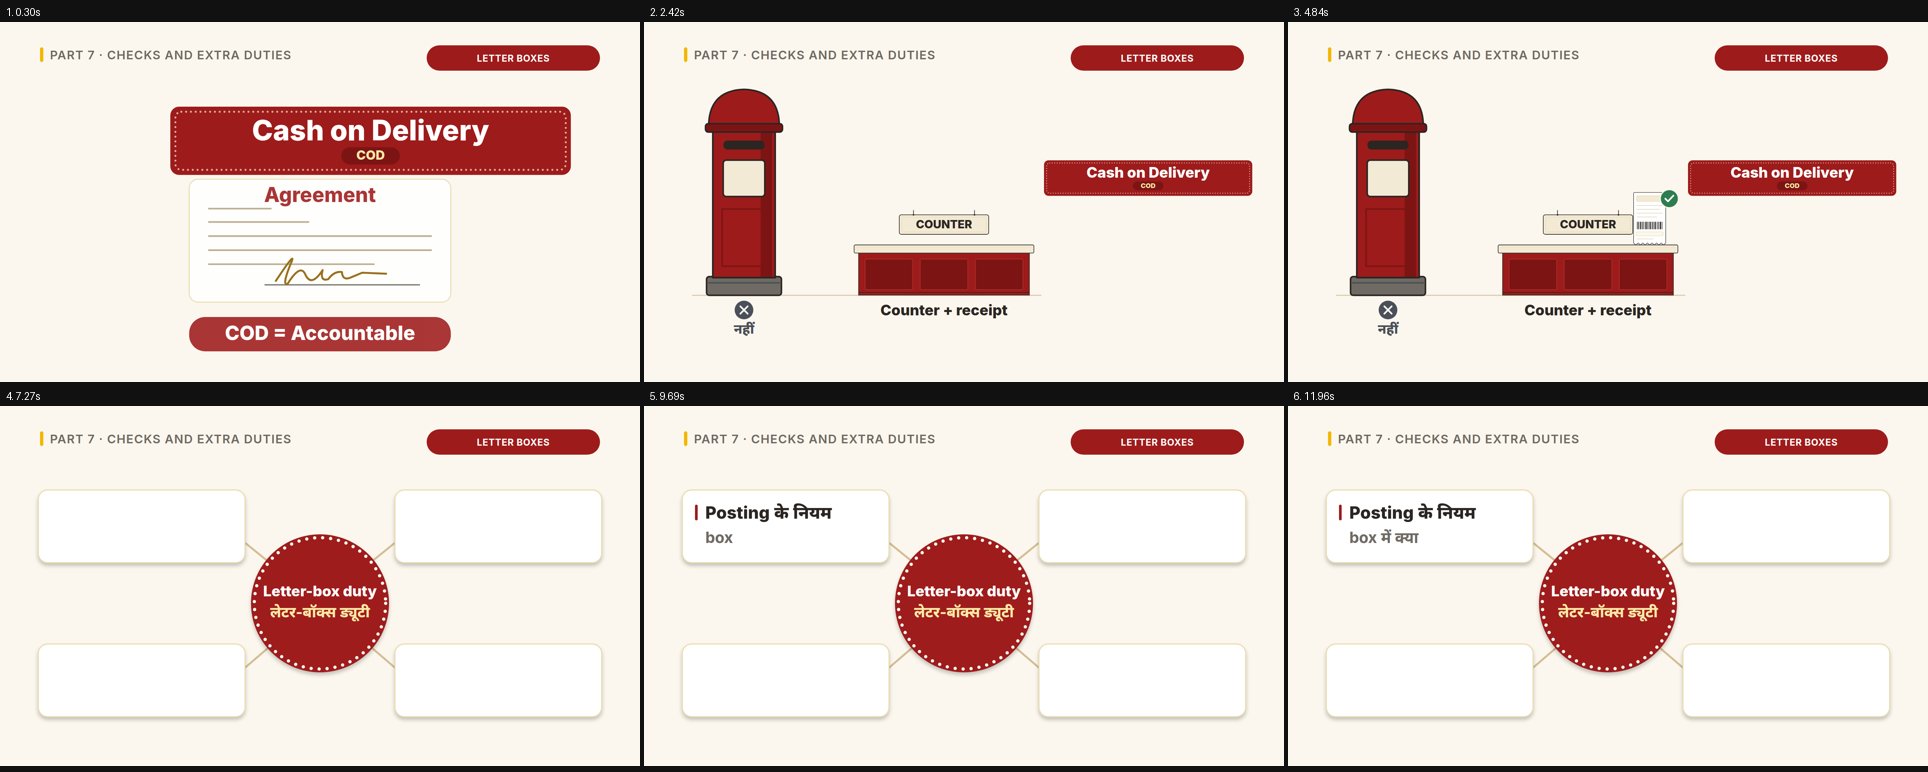 1. 0.30s
PART 7 · CHECKS AND EXTRA DUTIES
LETTER BOXES
Cash on Delivery
COD
Agreement
COD = Accountable
2. 2.42s
PART 7 · CHECKS AND EXTRA DUTIES
LETTER BOXES
Cash on Delivery
COD
COUNTER
Counter + receipt
नहीं
3. 4.84s
PART 7 · CHECKS AND EXTRA DUTIES
LETTER BOXES
Cash on Delivery
COD
COUNTER
Counter + receipt
नहीं
4. 7.27s
PART 7 · CHECKS AND EXTRA DUTIES
LETTER BOXES
Letter-box duty
लेटर-बॉक्स ड्यूटी
5. 9.69s
PART 7 · CHECKS AND EXTRA DUTIES
LETTER BOXES
Posting के नियम
box
Letter-box duty
लेटर-बॉक्स ड्यूटी
6. 11.96s
PART 7 · CHECKS AND EXTRA DUTIES
LETTER BOXES
Posting के नियम
box में क्या
Letter-box duty
लेटर-बॉक्स ड्यूटी